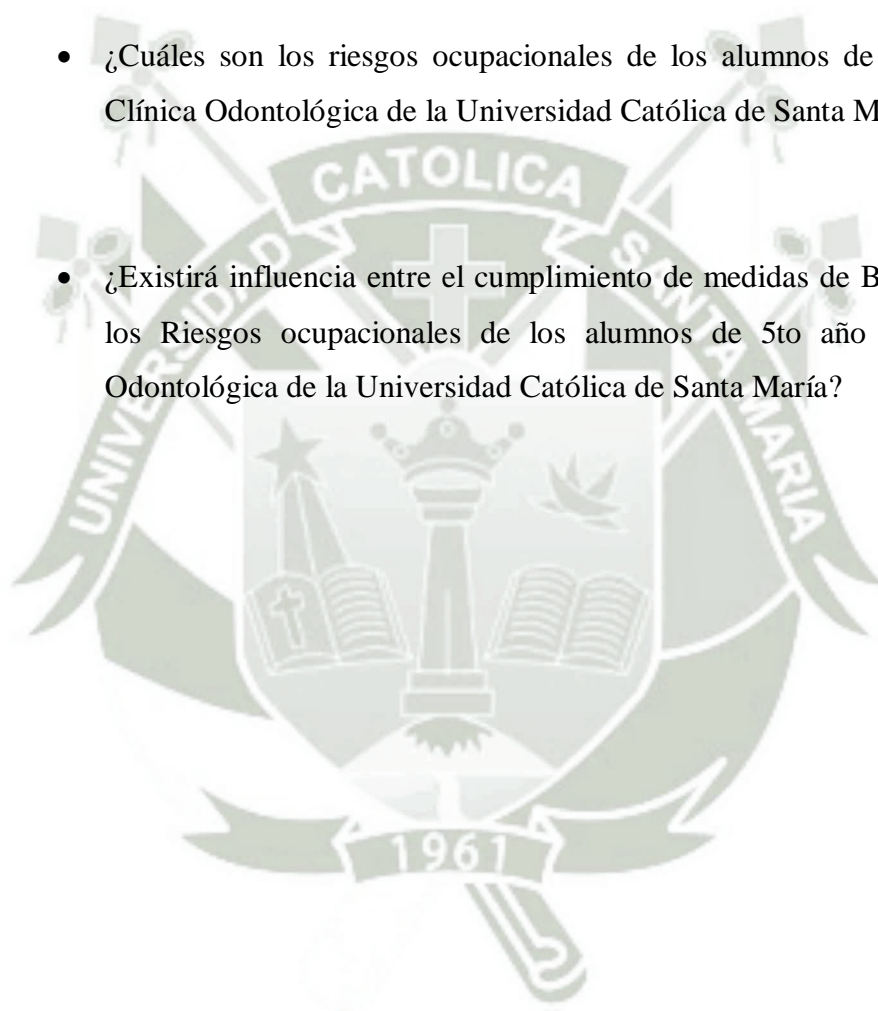 • ¿Cuáles son los riesgos ocupacionales de los alumnos de
Clínica Odontológica de la Universidad Católica de Santa M
• ¿Existirá influencia entre el cumplimiento de medidas de B
los Riesgos ocupacionales de los alumnos de 5to año
Odontológica de la Universidad Católica de Santa María?
UNIVERSIDAD CATOLICA SANTA MARIA
1961